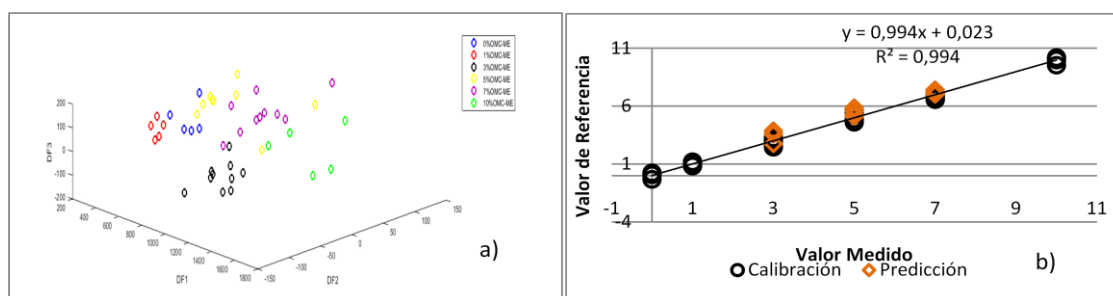 0%OMC-ME
1%OMC-ME
3%OMC-ME
5%OMC-ME
7%OMC-ME
10%OMC-ME
200
100
0
-100
-200
DF3
200
400
600
800
1000
1200
1400
1600
1800
DF1
-150
-100
-50
0
50
100
150
DF2
a)
y = 0,994x + 0,023
R² = 0,994
11
6
1
-4
Valor de Referencia
-1
1
3
5
7
9
11
Valor Medido
Calibración
Predicción
b)